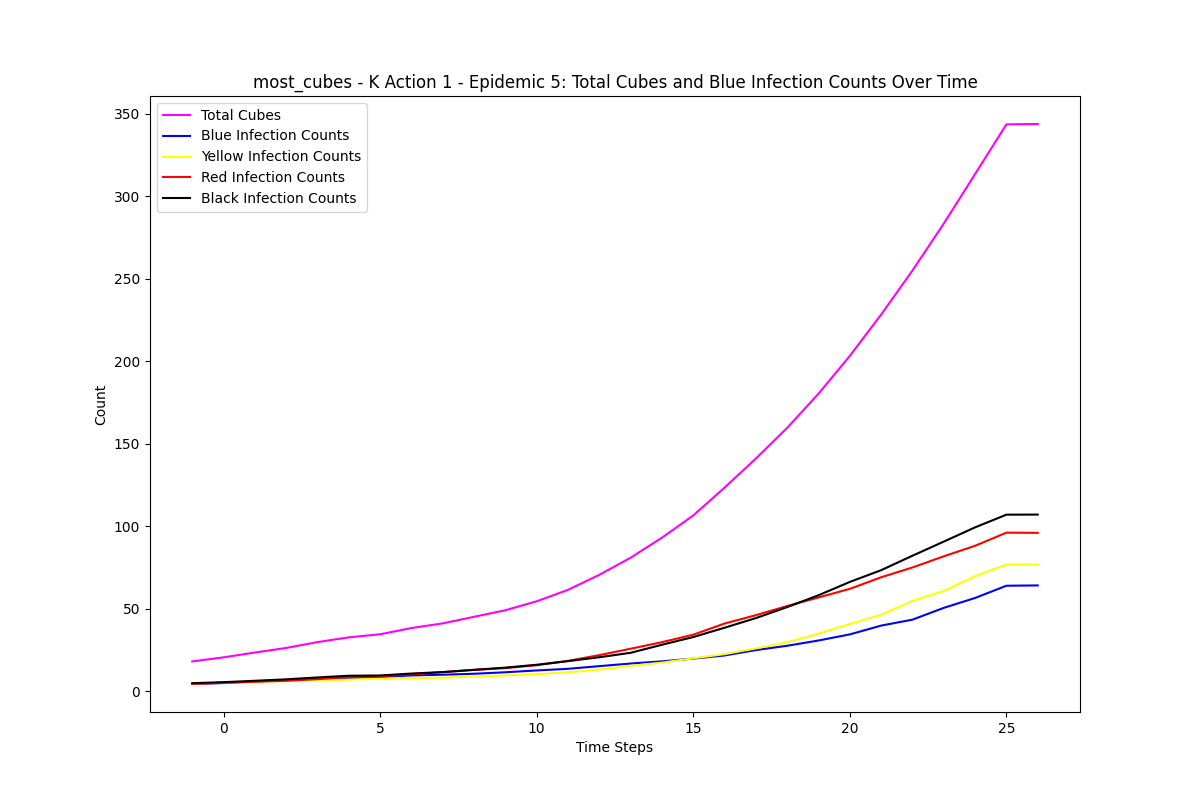 most_cubes - K Action 1 - Epidemic 5: Total Cubes and Blue Infection Counts Over Time
Total Cubes
Blue Infection Counts
Yellow Infection Counts
Red Infection Counts
Black Infection Counts
350
300
250
200
150
100
50
0
Count
0 5 10 15 20 25
Time Steps